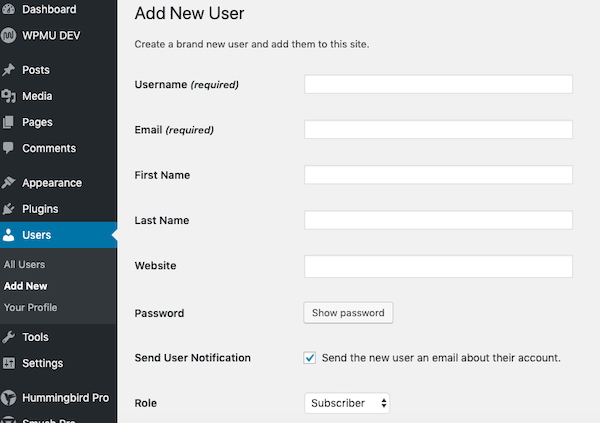 Dashboard
WPMU DEV
Posts
Media
Pages
Comments
Appearance
Plugins
Users
All Users
Add New
Your Profile
Tools
Settings
Hummingbird Pro
Smush Pro
Add New User
Create a brand new user and add them to this site.
Username (required)
Email (required)
First Name
Last Name
Website
Password Show password
Send User Notification Send the new user an email about their account.
Role Subscriber